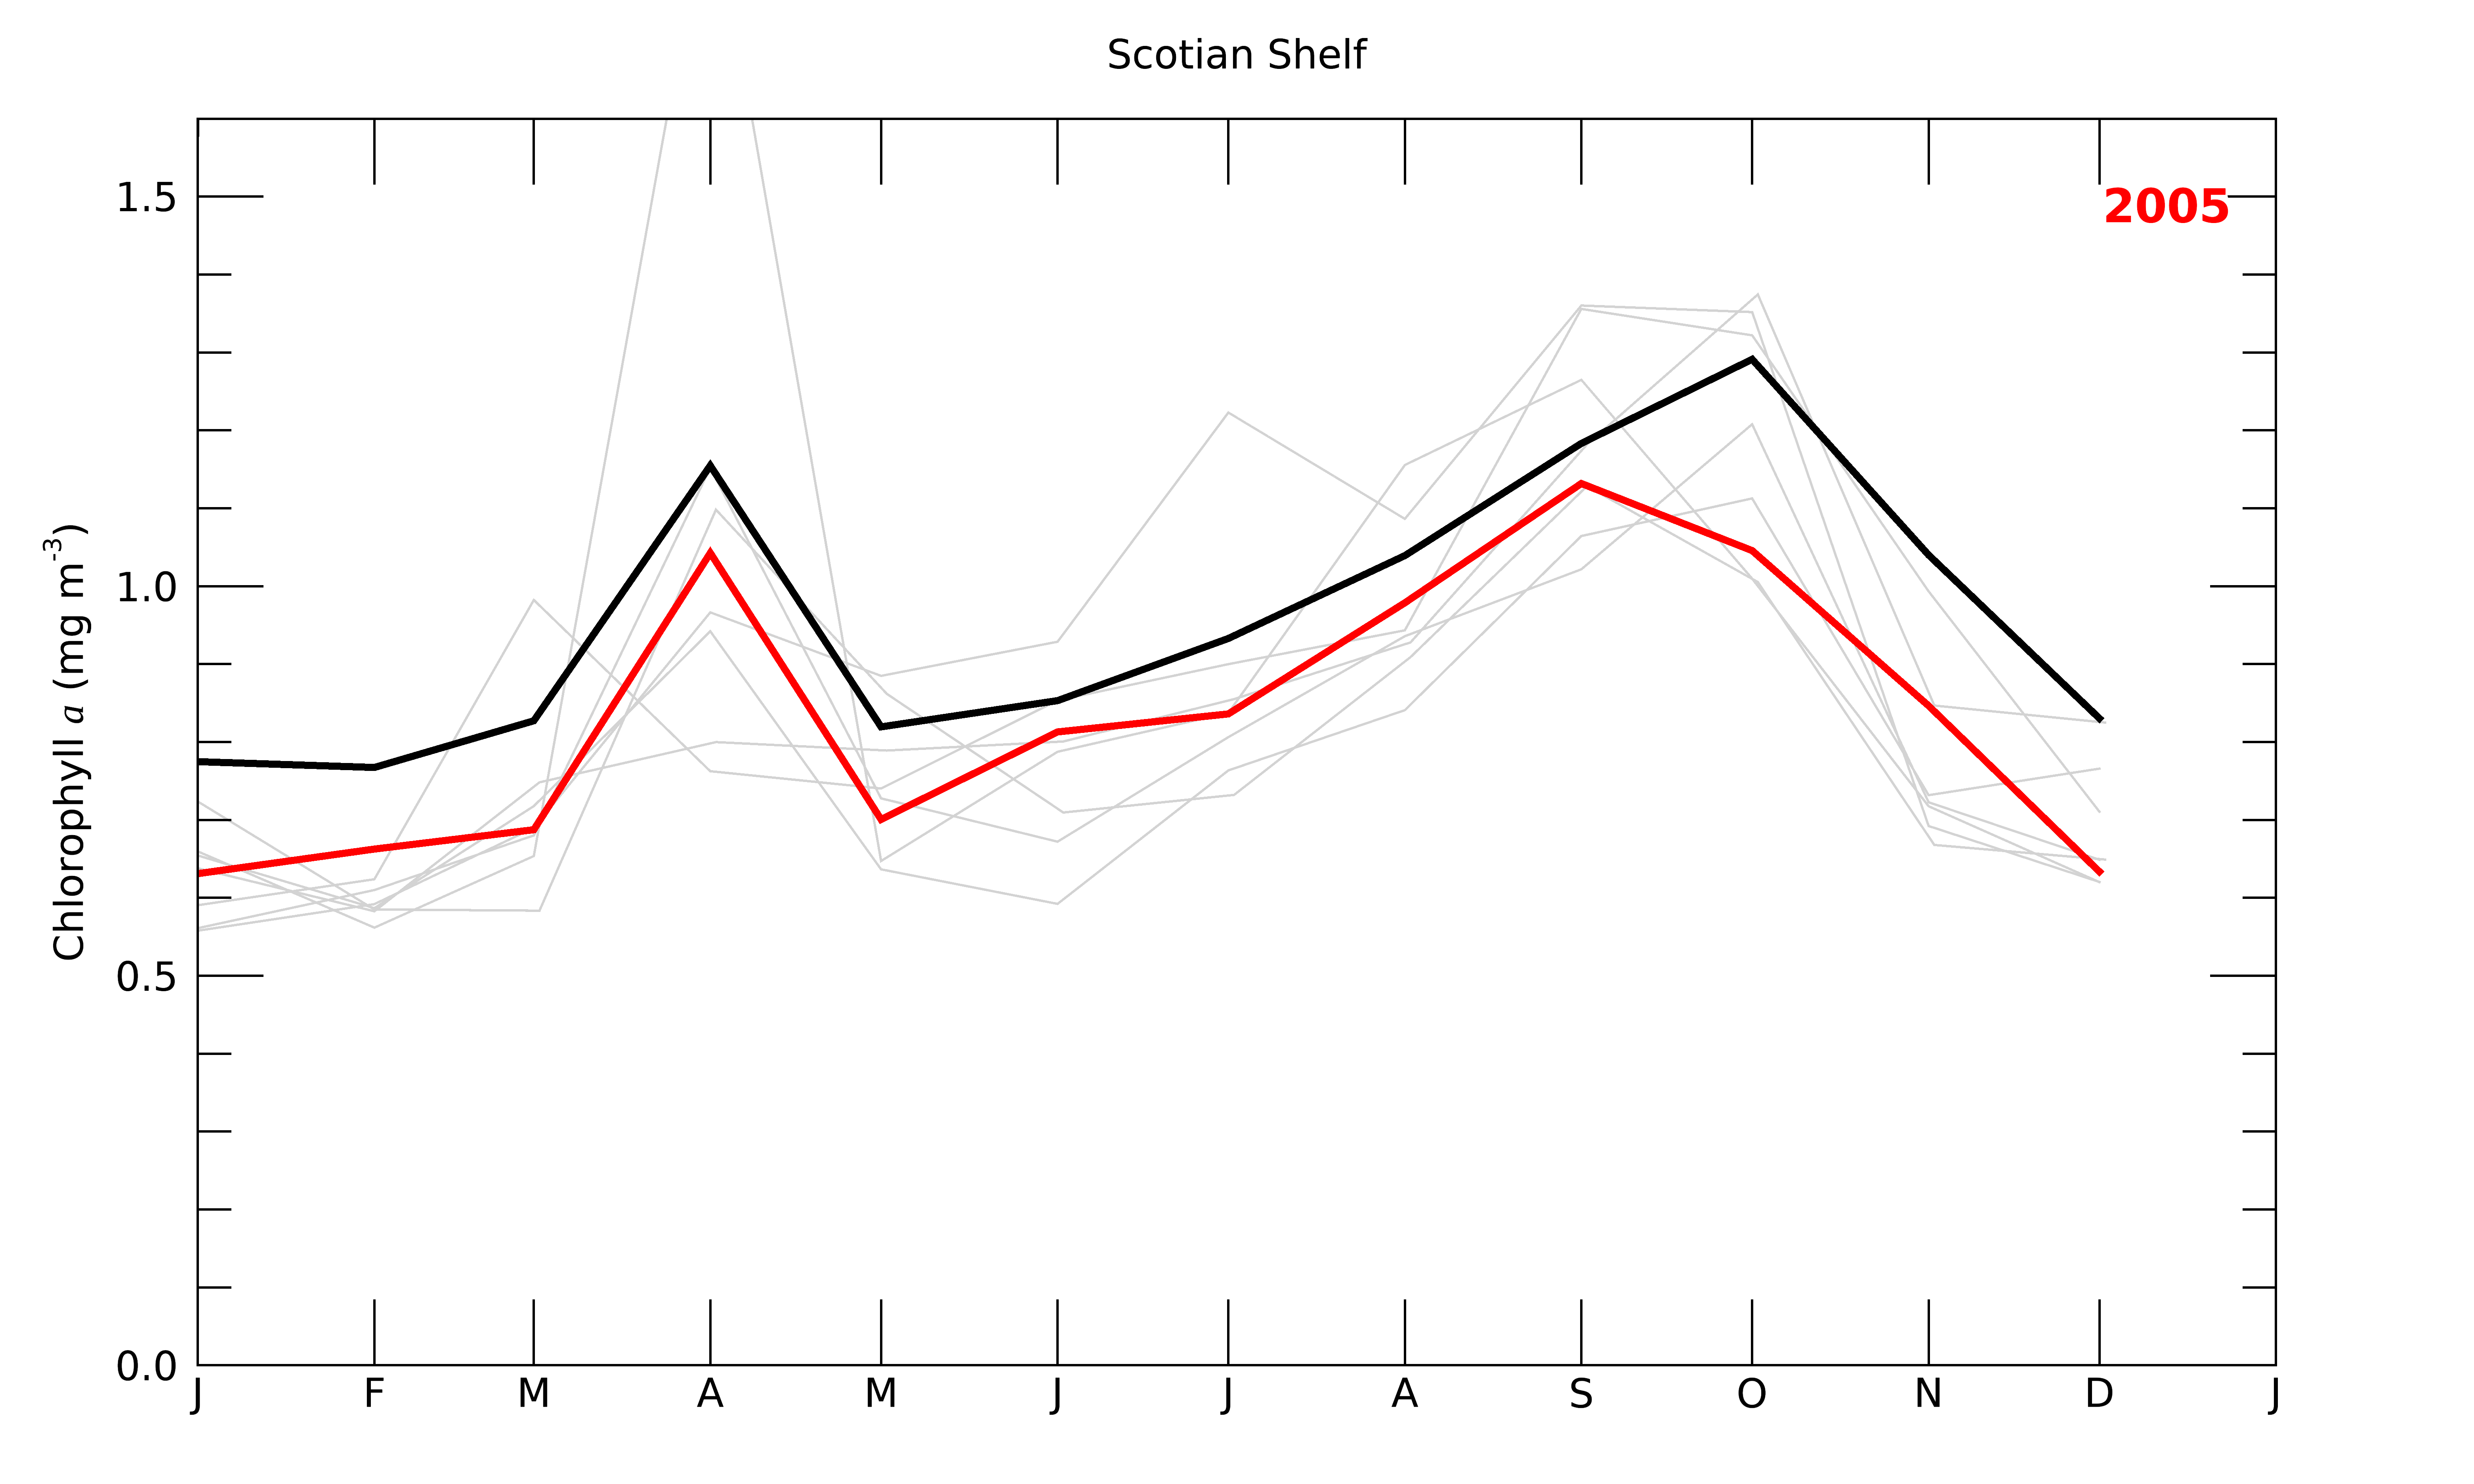 Scotian Shelf
2005
1.5
1.0
0.5
0.0
Chlorophyll a (mg m⁻³)
J F M A M J J A S O N D J